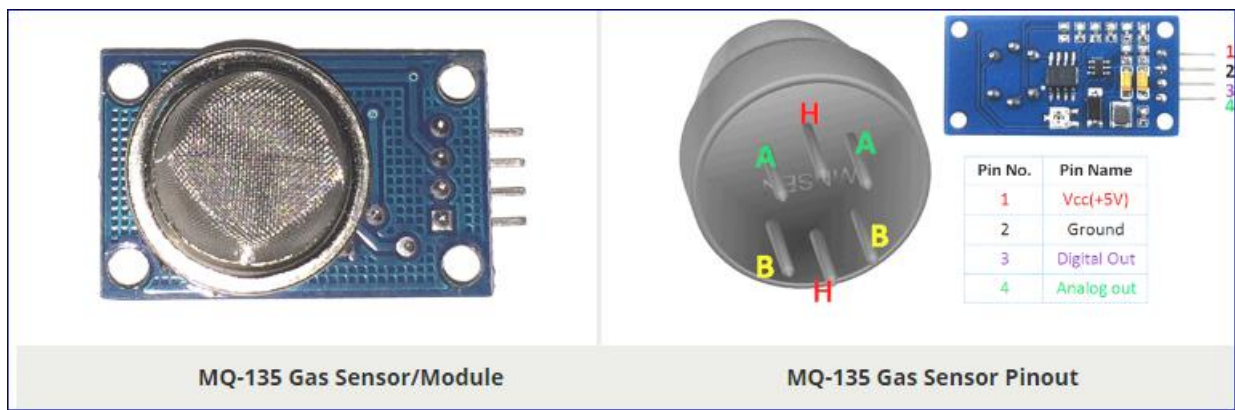 1
2
3
4
H
A
A
WINSEN
B
B
H
Pin No. Pin Name
1 Vcc(+5V)
2 Ground
3 Digital Out
4 Analog out
MQ-135 Gas Sensor/Module
MQ-135 Gas Sensor Pinout